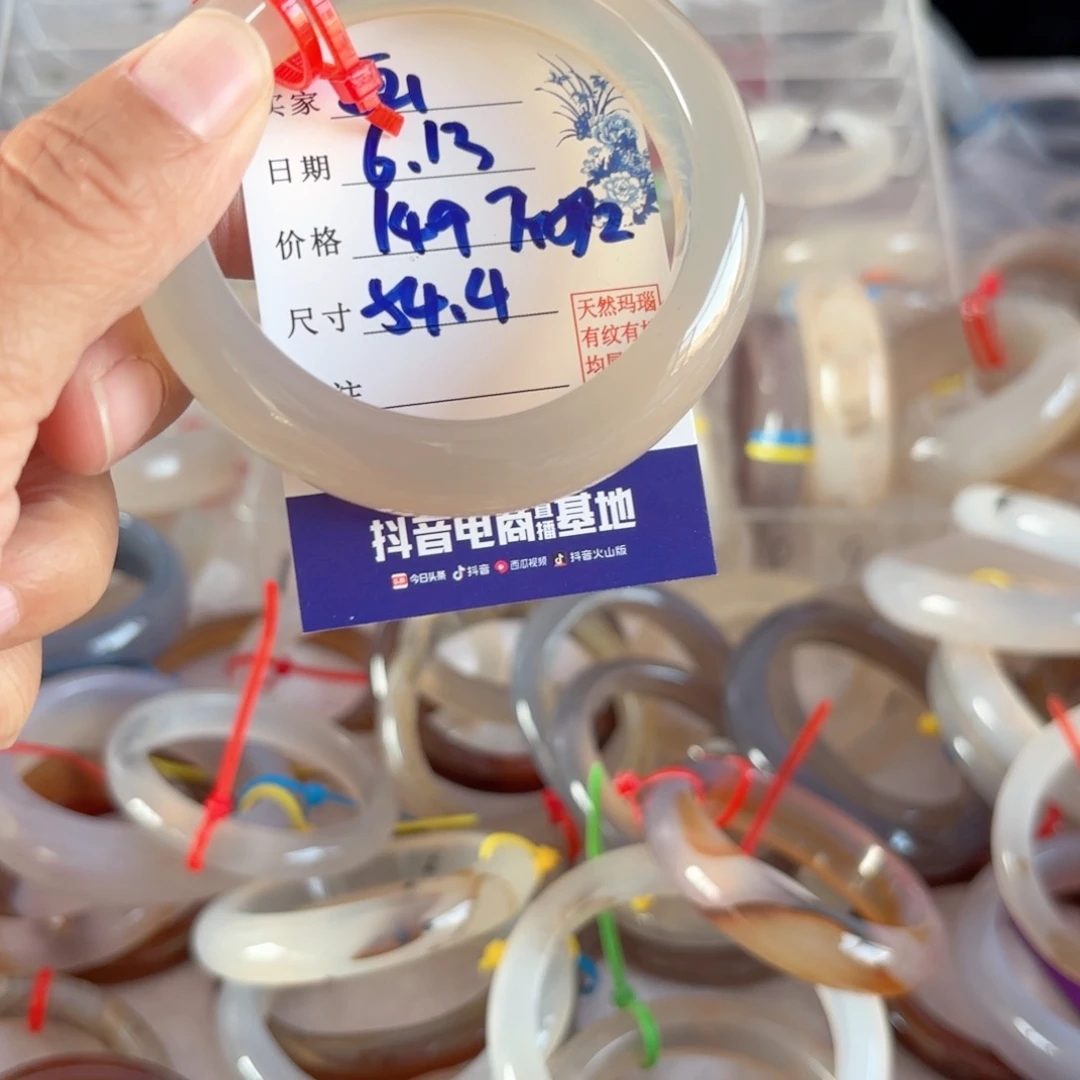 买家
日期 6.13
价格 149
尺寸 54.4
天然玛瑙
有纹有
均
注
抖音电商直播基地
今日头条 抖音 西瓜视频 抖音火山版